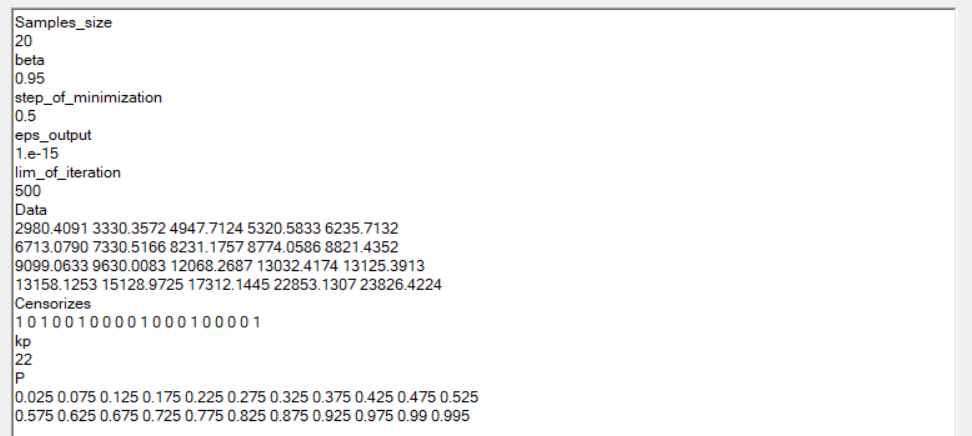 Samples_size
20
beta
0.95
step_of_minimization
0.5
eps_output
1.e-15
lim_of_iteration
500
Data
2980.4091 3330.3572 4947.7124 5320.5833 6235.7132
6713.0790 7330.5166 8231.1757 8774.0586 8821.4352
9099.0633 9630.0083 12068.2687 13032.4174 13125.3913
13158.1253 15128.9725 17312.1445 22853.1307 23826.4224
Censorizes
1 0 1 0 0 1 0 0 0 0 1 0 0 0 1 0 0 0 0 1
kp
22
P
0.025 0.075 0.125 0.175 0.225 0.275 0.325 0.375 0.425 0.475 0.525
0.575 0.625 0.675 0.725 0.775 0.825 0.875 0.925 0.975 0.99 0.995